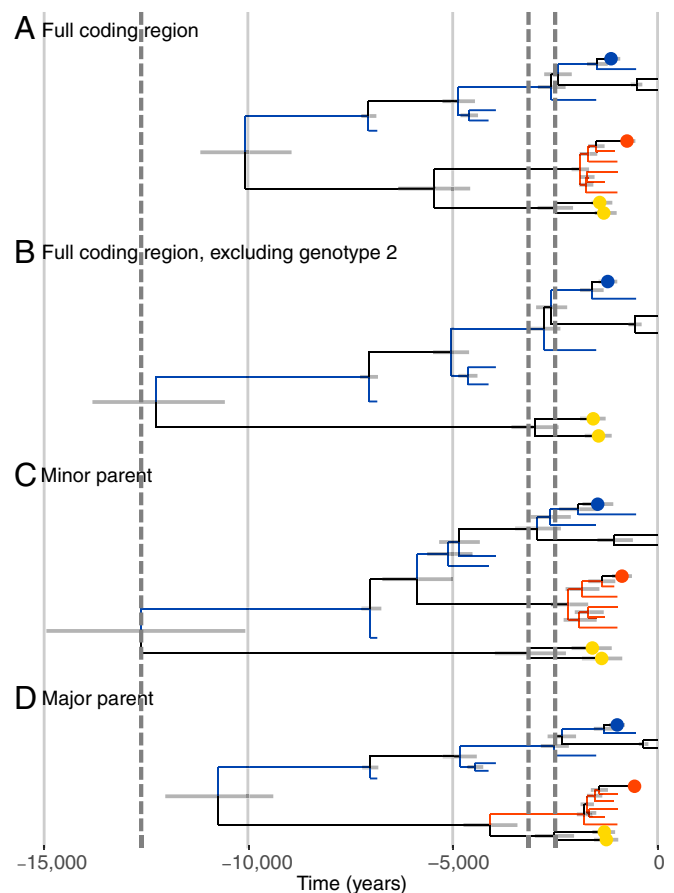 A Full coding region
B Full coding region, excluding genotype 2
C Minor parent
D Major parent
−15,000 −10,000 −5,000 0
Time (years)